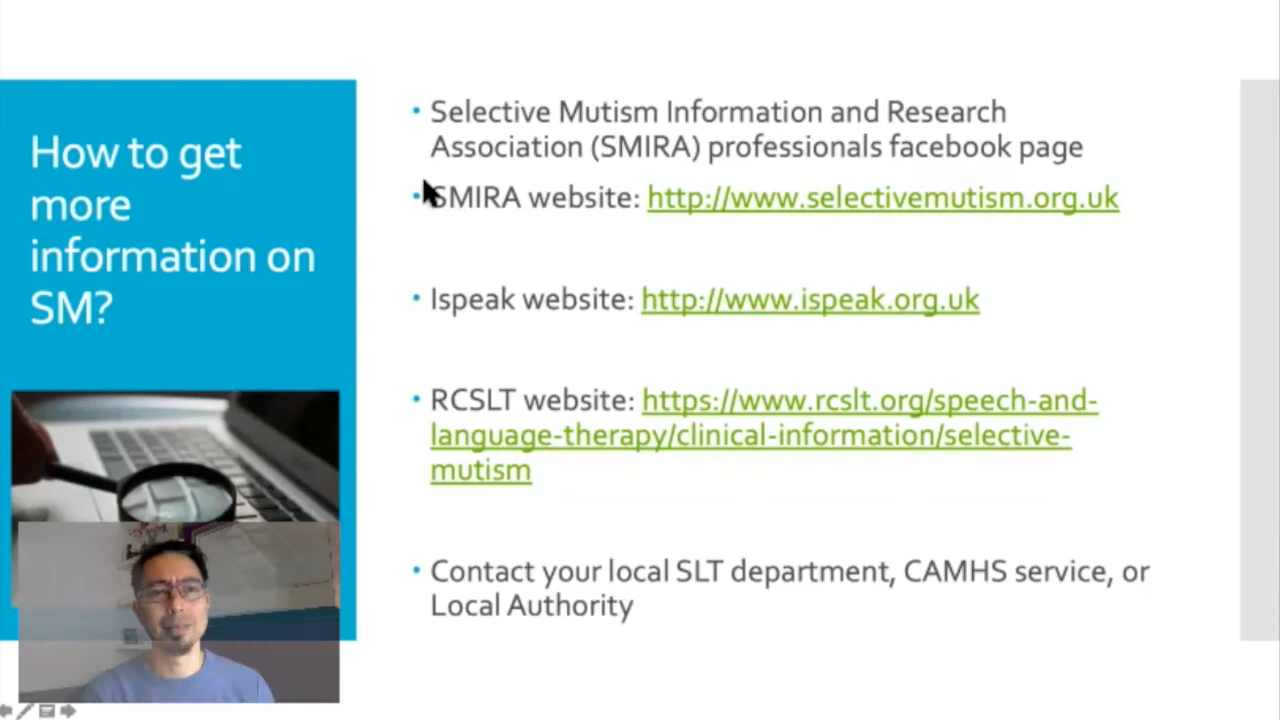 How to get
more
information on
SM?
• Selective Mutism Information and Research
Association (SMIRA) professionals facebook page
• SMIRA website: http://www.selectivemutism.org.uk
• Ispeak website: http://www.ispeak.org.uk
• RCSLT website: https://www.rcslt.org/speech-and-
language-therapy/clinical-information/selective-
mutism
• Contact your local SLT department, CAMHS service, or
Local Authority